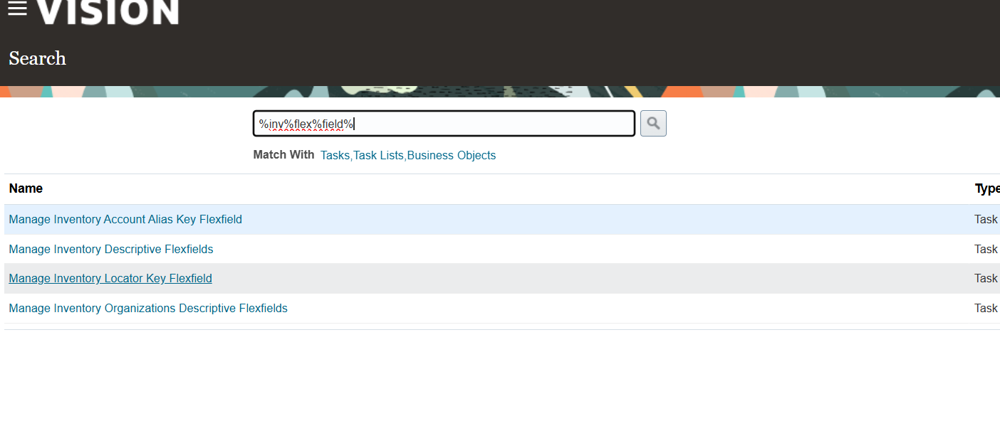 VISION
Search
%inv%flex%field%
Match With Tasks,Task Lists,Business Objects
Name Type
Manage Inventory Account Alias Key Flexfield Task
Manage Inventory Descriptive Flexfields Task
Manage Inventory Locator Key Flexfield Task
Manage Inventory Organizations Descriptive Flexfields Task